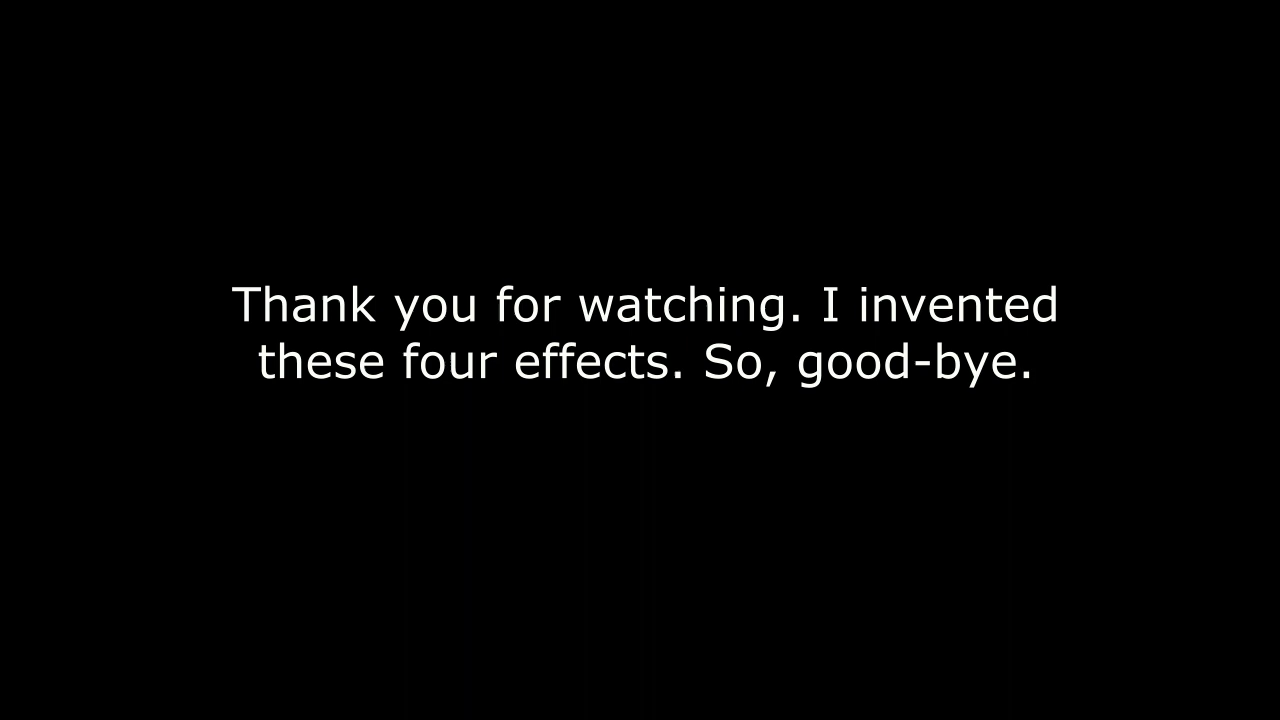 Thank you for watching. I invented
these four effects. So, good-bye.